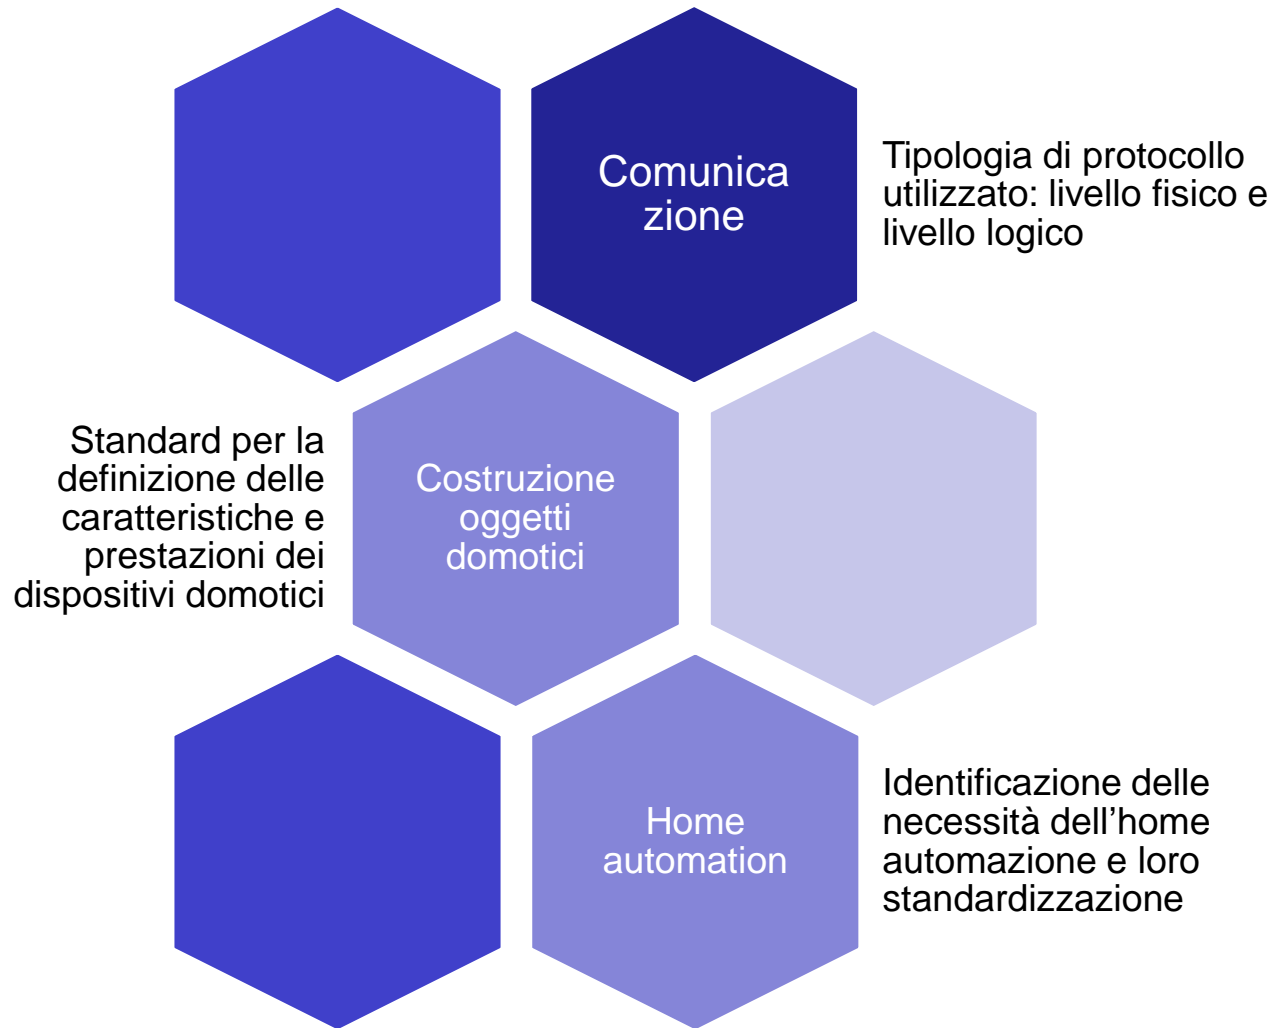 Comunica
zione
Tipologia di protocollo
utilizzato: livello fisico e
livello logico
Standard per la
definizione delle
caratteristiche e
prestazioni dei
dispositivi domotici
Costruzione
oggetti
domotici
Home
automation
Identificazione delle
necessità dell’home
automazione e loro
standardizzazione